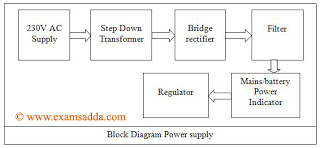 230V AC
Supply
Step Down
Transformer
Bridge
rectifier
Filter
Regulator
Mains/battery
Power
Indicator
© www.examsadda.com
Block Diagram Power supply